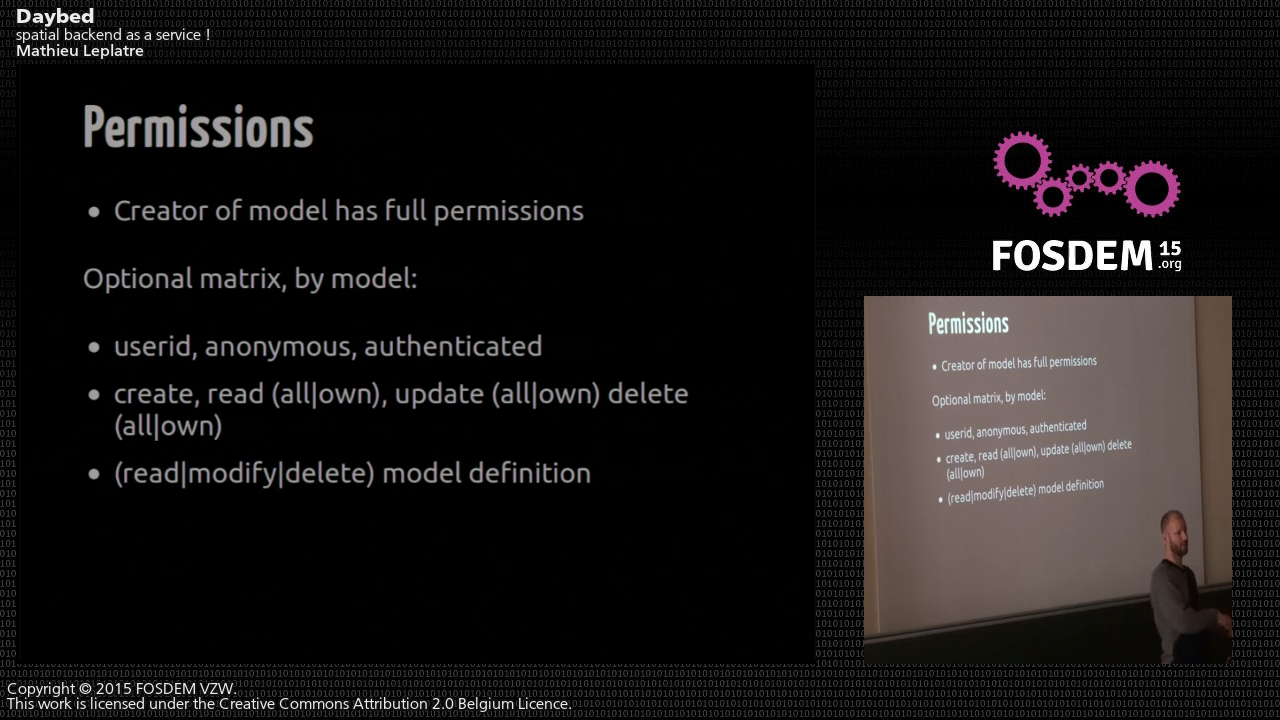 Daybed
spatial backend as a service !
Mathieu Leplatre
Permissions
• Creator of model has full permissions
Optional matrix, by model:
• userid, anonymous, authenticated
• create, read (all|own), update (all|own) delete
(all|own)
• (read|modify|delete) model definition
FOSDEM 15
.org
Permissions
• Creator of model has full permissions
Optional matrix, by model:
• userid, anonymous, authenticated
• create, read (all|own), update (all|own) delete
(all|own)
• (read|modify|delete) model definition
Copyright © 2015 FOSDEM VZW.
This work is licensed under the Creative Commons Attribution 2.0 Belgium Licence.